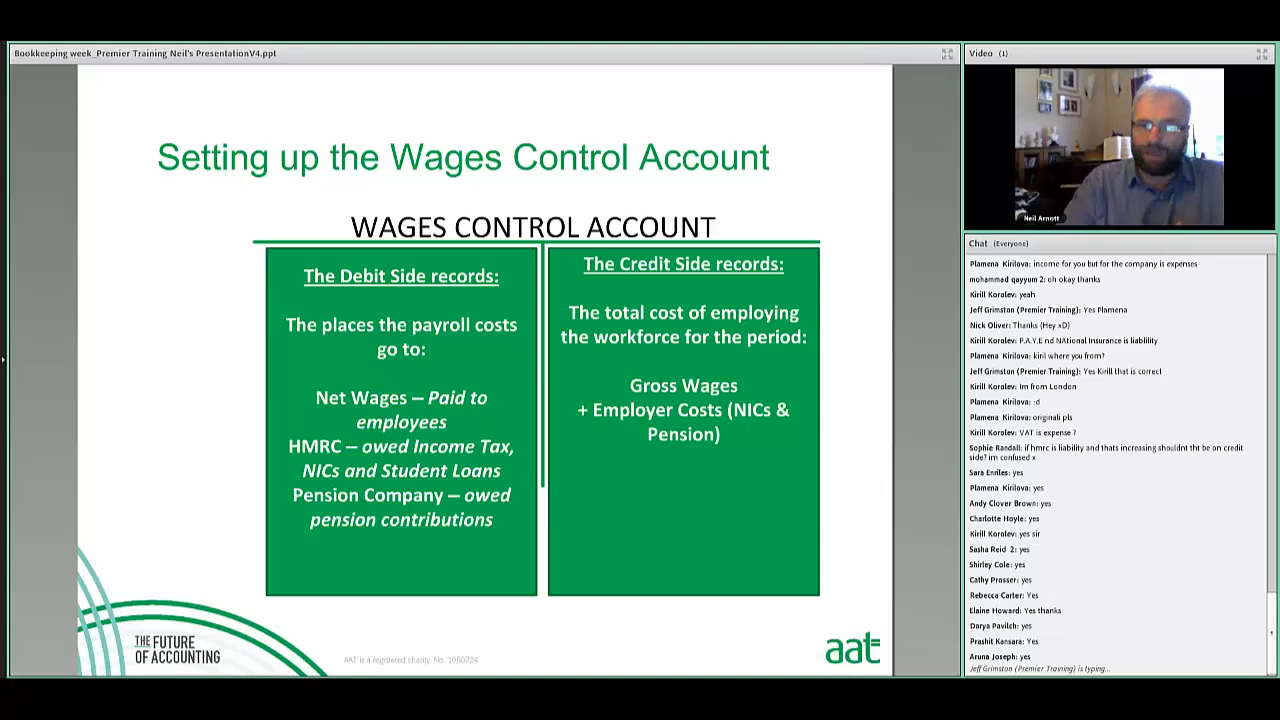 Bookkeeping week_Premier Training Neil's PresentationV4.ppt
Setting up the Wages Control Account
WAGES CONTROL ACCOUNT
The Debit Side records:
The places the payroll costs
go to:
Net Wages – Paid to
employees
HMRC – owed Income Tax,
NICs and Student Loans
Pension Company – owed
pension contributions
The Credit Side records:
The total cost of employing
the workforce for the period:
Gross Wages
+ Employer Costs (NICs &
Pension)
THE FUTURE
OF ACCOUNTING
AAT is a registered charity. No. 1050724
aat
Video (1)
Neil Arnott
Chat (Everyone)
Plamena Kirilova: income for you but for the company is expenses
mohammad qayyum 2: oh okay thanks
Kirill Korolev: yeah
Jeff Grimston (Premier Training): Yes Plamena
Nick Oliver: Thanks (Hey xD)
Kirill Korolev: P.A.Y.E nd NAtional Insurance is liablility
Plamena Kirilova: kiril where you from?
Jeff Grimston (Premier Training): Yes Kirill that is correct
Kirill Korolev: Im from London
Plamena Kirilova: :d
Plamena Kirilova: originali pls
Kirill Korolev: VAT is expense ?
Sophie Randall: if hmrc is liability and thats increasing shouldnt tht be on credit
side? im confused x
Sara Enriles: yes
Plamena Kirilova: yes
Andy Clover Brown: yes
Charlotte Hoyle: yes
Kirill Korolev: yes sir
Sasha Reid 2: yes
Shirley Cole: yes
Cathy Prosser: yes
Rebecca Carter: Yes
Elaine Howard: Yes thanks
Darya Pavilch: yes
Prashit Kansara: Yes
Aruna Joseph: yes
Jeff Grimston (Premier Training) is typing...